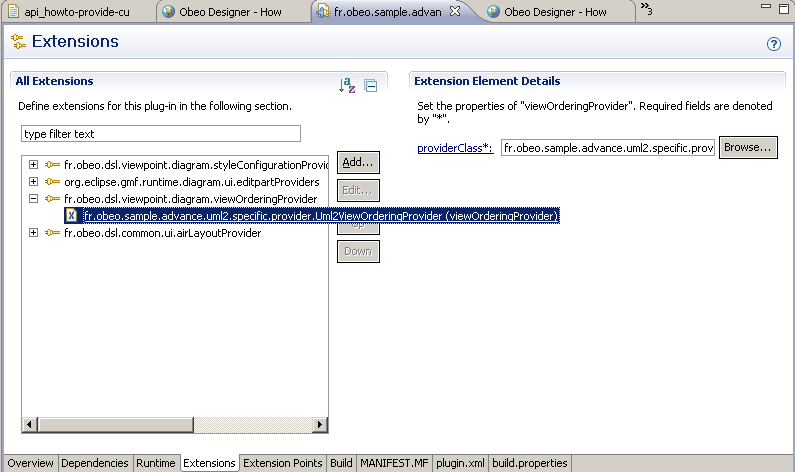 api_howto-provide-cu
Obeo Designer - How
fr.obeo.sample.advan
Obeo Designer - How
3
Extensions
All Extensions
Define extensions for this plug-in in the following section.
type filter text
fr.obeo.dsl.viewpoint.diagram.styleConfigurationProvid
org.eclipse.gmf.runtime.diagram.ui.editpartProviders
fr.obeo.dsl.viewpoint.diagram.viewOrderingProvider
fr.obeo.sample.advance.uml2.specific.provider.Uml2ViewOrderingProvider (viewOrderingProvider)
fr.obeo.dsl.common.ui.airLayoutProvider
Add...
Edit...
Up
Down
Extension Element Details
Set the properties of "viewOrderingProvider". Required fields are denoted
by "*".
providerClass*: fr.obeo.sample.advance.uml2.specific.prov Browse...
Overview Dependencies Runtime Extensions Extension Points Build MANIFEST.MF plugin.xml build.properties